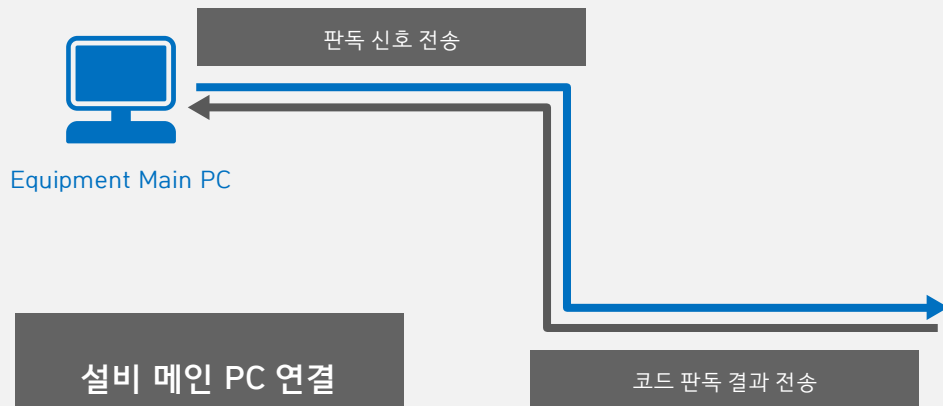 판독 신호 전송
Equipment Main PC
설비 메인 PC 연결
코드 판독 결과 전송